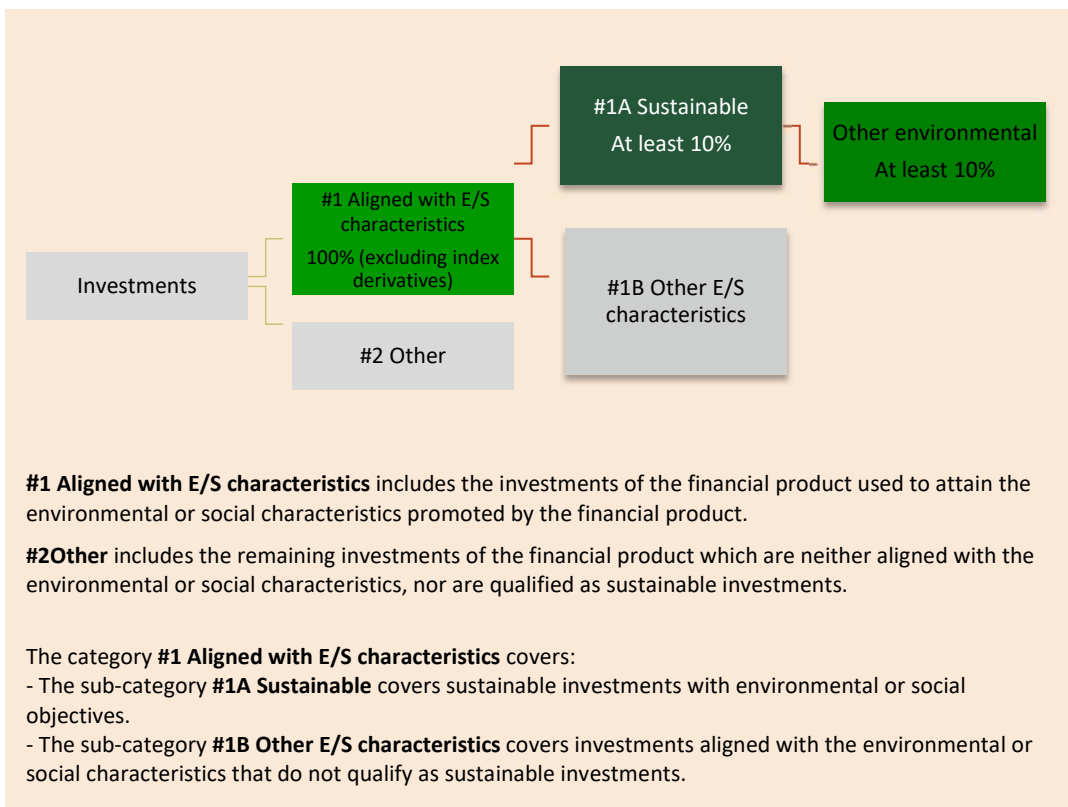 #1A Sustainable
At least 10%
Other environmental
At least 10%
#1 Aligned with E/S
characteristics
100% (excluding index
derivatives)
Investments
#1B Other E/S
characteristics
#2 Other
#1 Aligned with E/S characteristics includes the investments of the financial product used to attain the
environmental or social characteristics promoted by the financial product.
#2Other includes the remaining investments of the financial product which are neither aligned with the
environmental or social characteristics, nor are qualified as sustainable investments.
The category #1 Aligned with E/S characteristics covers:
- The sub-category #1A Sustainable covers sustainable investments with environmental or social
objectives.
- The sub-category #1B Other E/S characteristics covers investments aligned with the environmental or
social characteristics that do not qualify as sustainable investments.